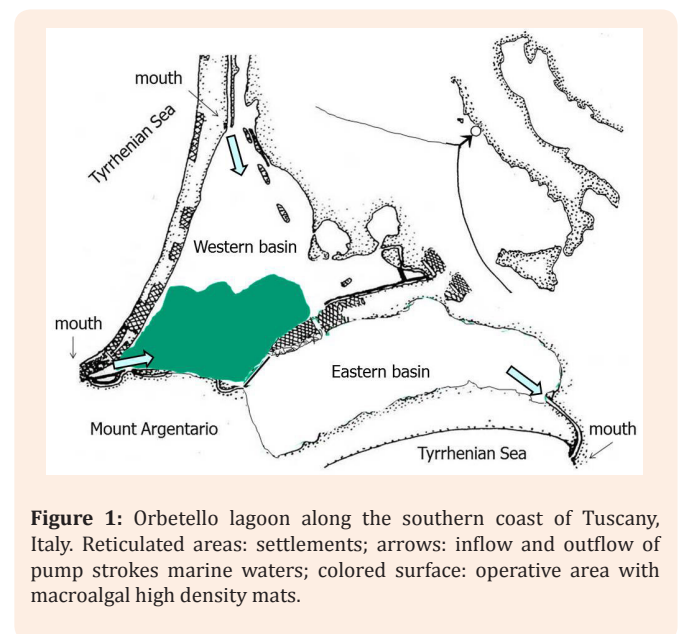 mouth
Tyrrhenian Sea
Western basin
mouth
Eastern basin
Mount Argentario
mouth
Tyrrhenian Sea
Figure 1: Orbetello lagoon along the southern coast of Tuscany,
Italy. Reticulated areas: settlements; arrows: inflow and outflow of
pump strokes marine waters; colored surface: operative area with
macroalgal high density mats.